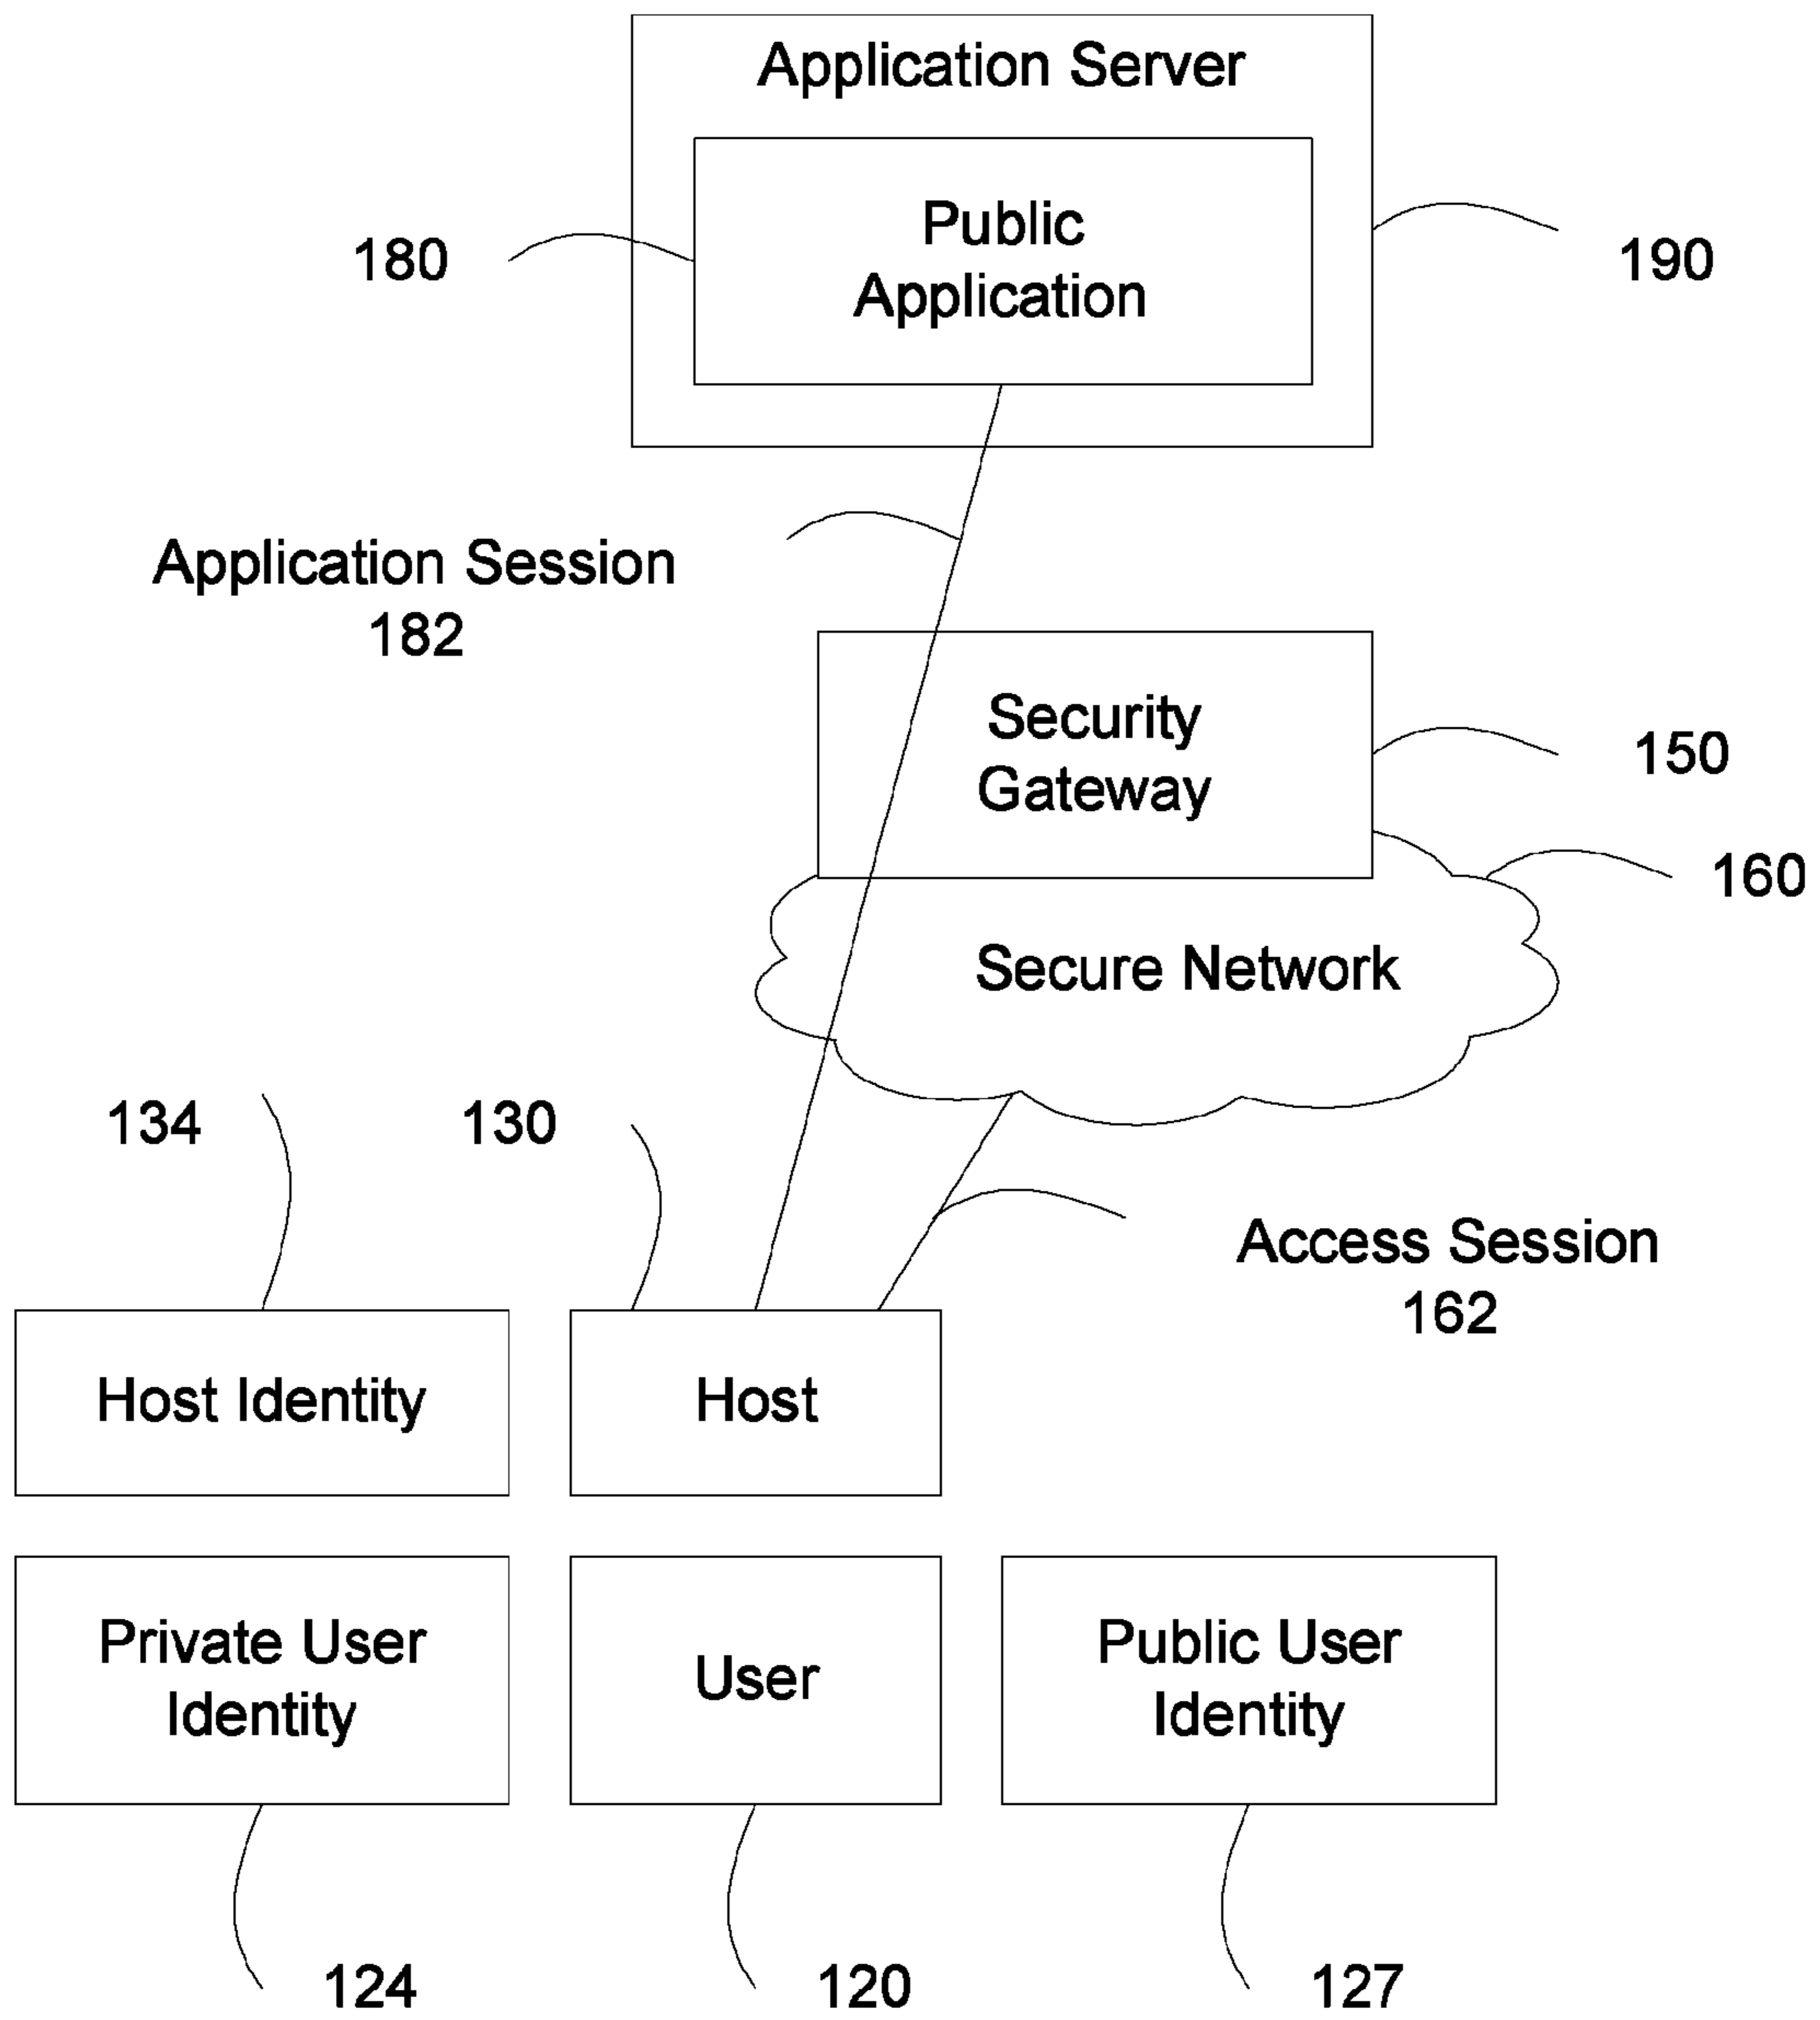 Application Server
Public
Application
180
190
Application Session
182
Security
Gateway
150
160
Secure Network
134
130
Access Session
162
Host Identity
Host
Private User
Identity
User
Public User
Identity
124
120
127